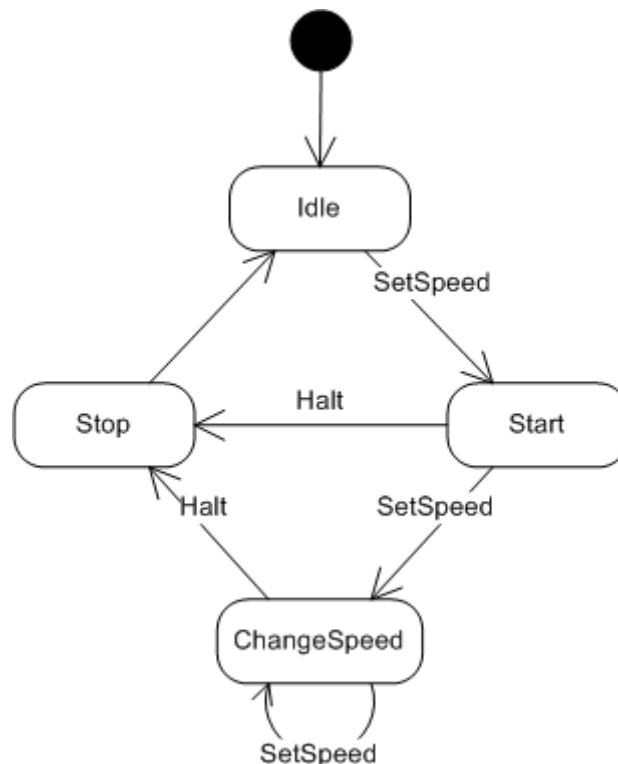 Idle
SetSpeed
Halt
Stop
Start
Halt
SetSpeed
ChangeSpeed
SetSpeed